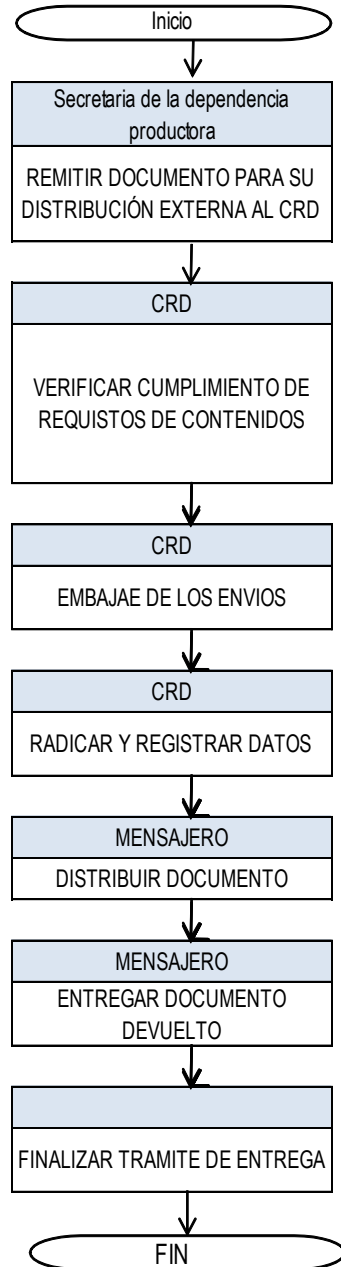 Inicio
Secretaria de la dependencia
productora
REMITIR DOCUMENTO PARA SU
DISTRIBUCIÓN EXTERNA AL CRD
CRD
VERIFICAR CUMPLIMIENTO DE
REQUISTOS DE CONTENIDOS
CRD
EMBAJAE DE LOS ENVIOS
CRD
RADICAR Y REGISTRAR DATOS
MENSAJERO
DISTRIBUIR DOCUMENTO
MENSAJERO
ENTREGAR DOCUMENTO
DEVUELTO
FINALIZAR TRAMITE DE ENTREGA
FIN